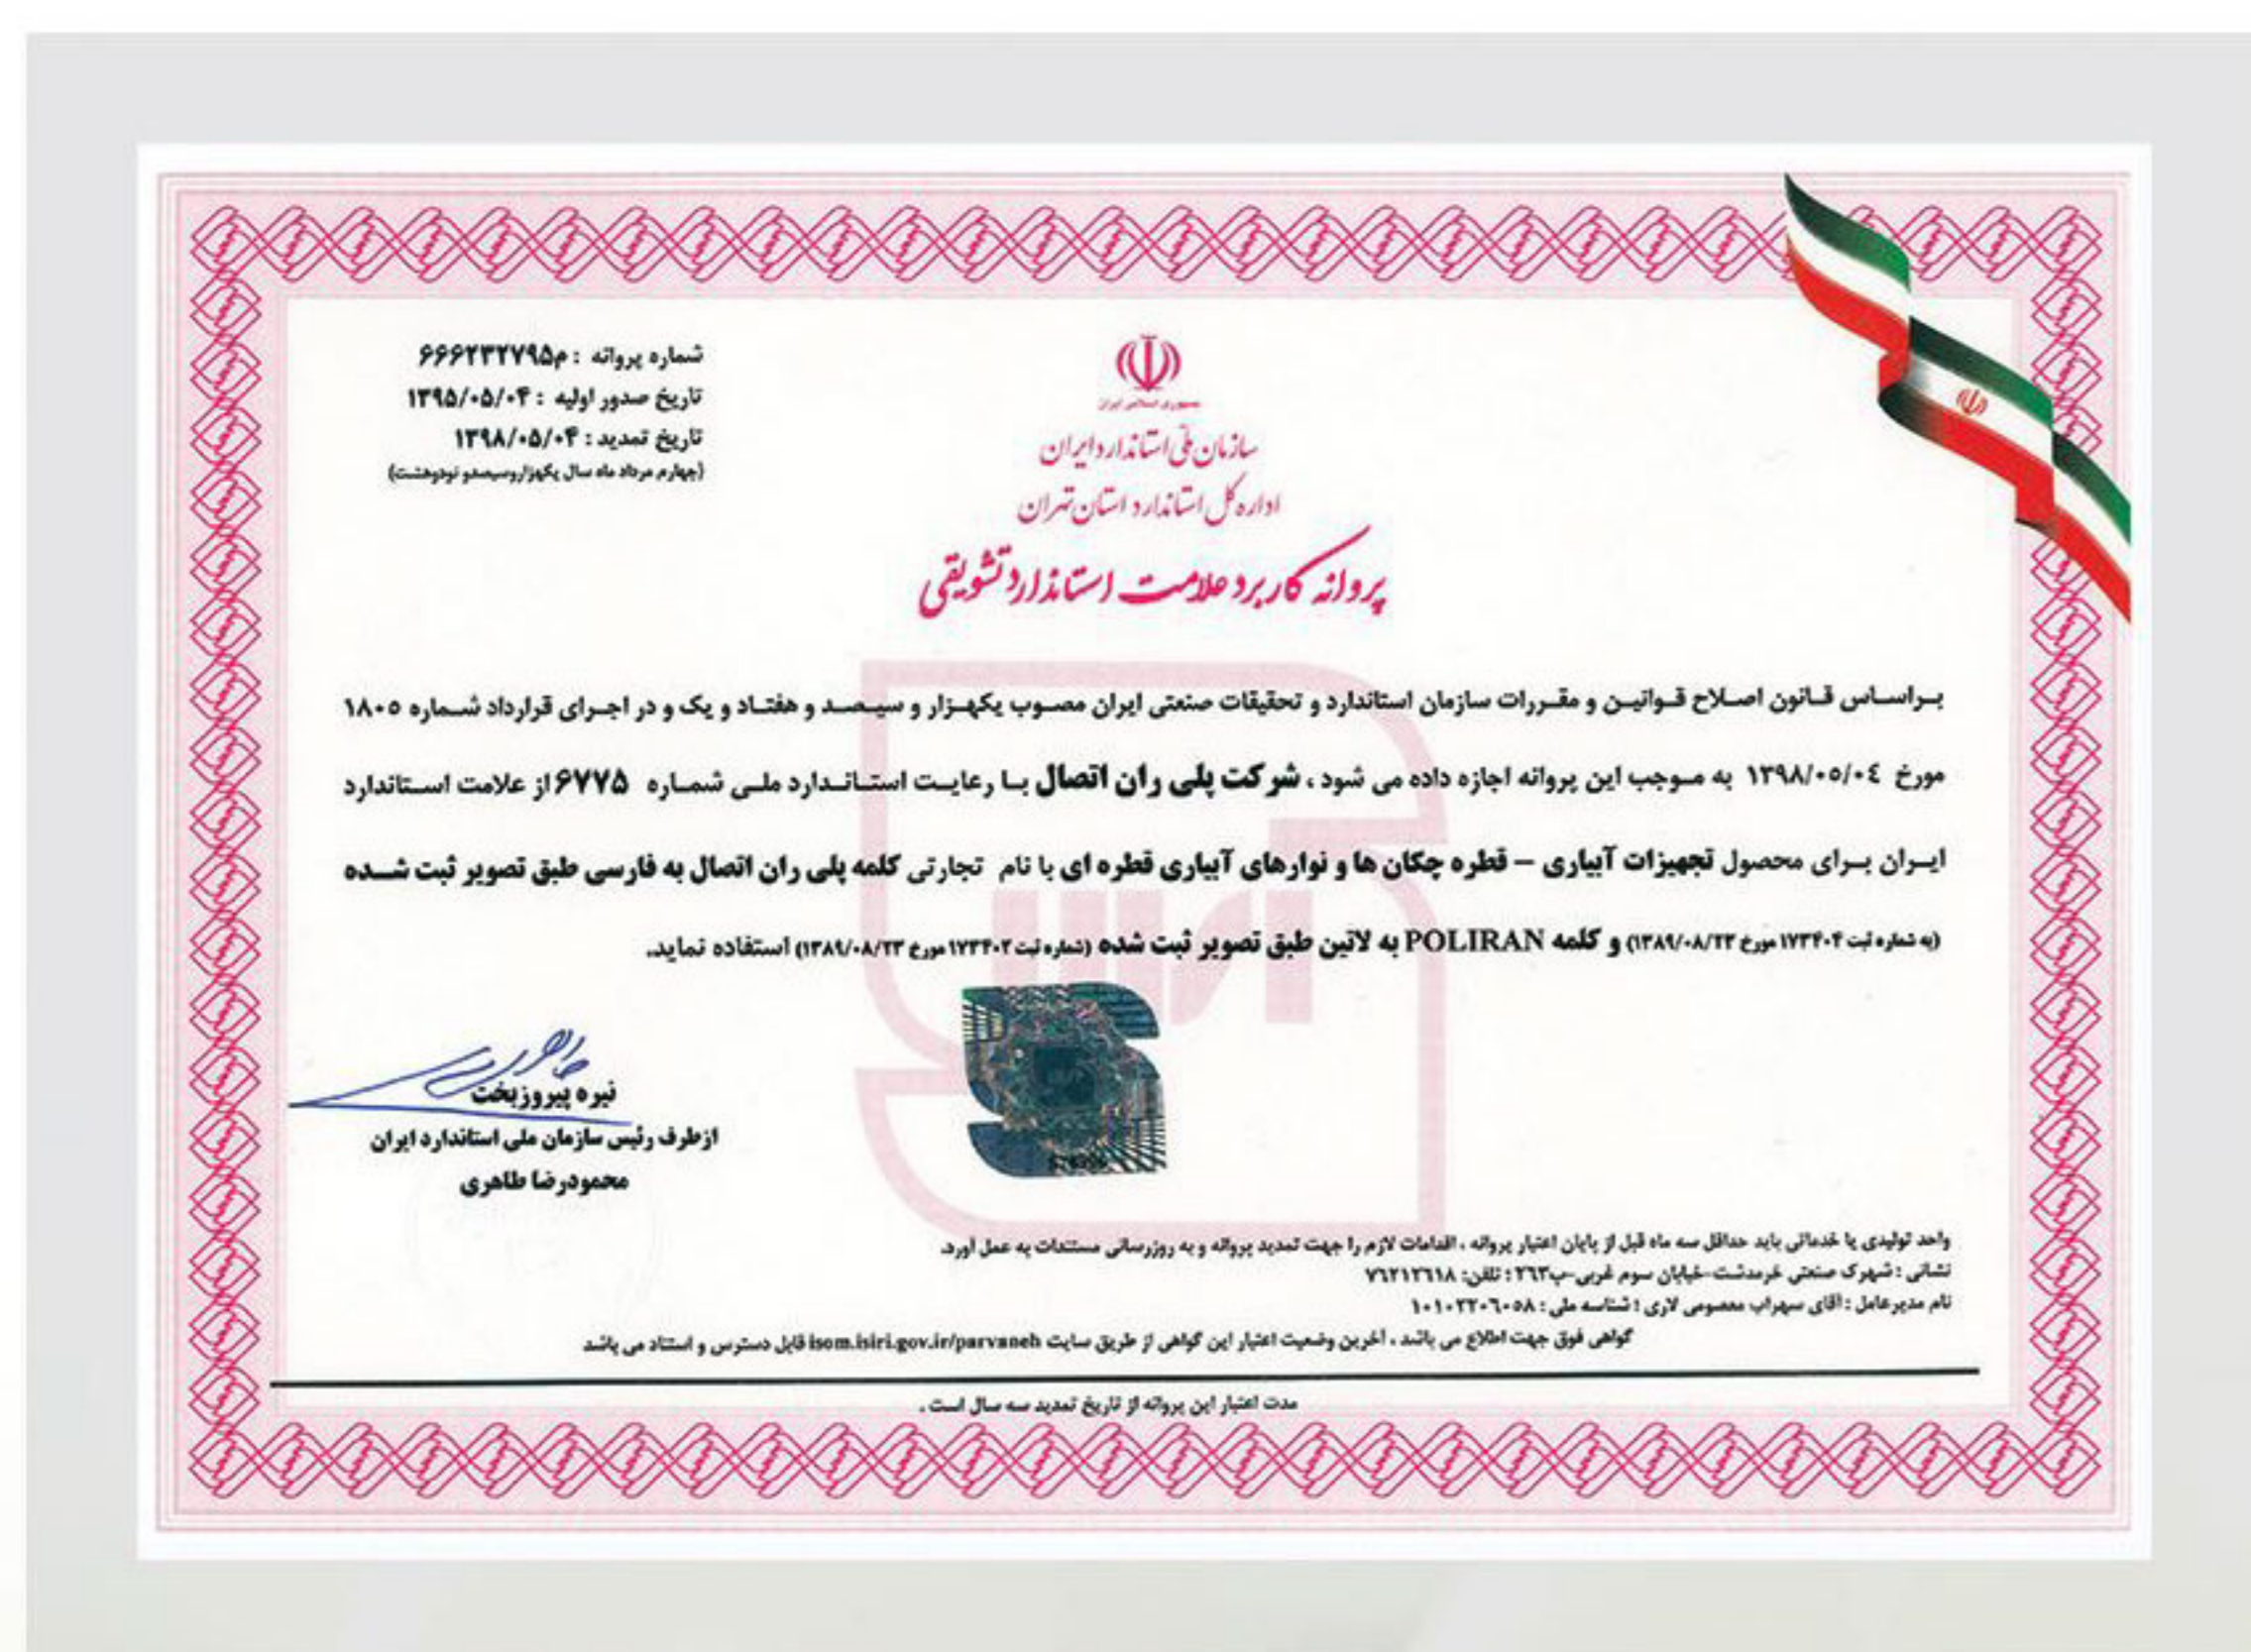 شماره پروانه : م۶۶۶۲۳۲۷۹۵
تاریخ صدور اولیه : ۱۳۹۵/۰۵/۰۴
تاریخ تمدید : ۱۳۹۸/۰۵/۰۴
(چهارم مرداد ماه سال یکهزاروسیصدو نودوهشت)
جمهوری اسلامی ایران
سازمان ملی استاندارد ایران
اداره کل استاندارد استان تهران
پروانه کاربرد علامت استاندارد تشویقی
براساس قانون اصلاح قوانین و مقررات سازمان استاندارد و تحقیقات صنعتی ایران مصوب یکهزار و سیصد و هفتاد و یک و در اجرای قرارداد شماره ۱۸۰۵
مورخ ۱۳۹۸/۰۵/۰٤ به موجب این پروانه اجازه داده می شود ، شرکت پلی ران اتصال با رعایت استاندارد ملی شماره ۶۷۷۵ از علامت استاندارد
ایران برای محصول تجهیزات آبیاری – قطره چکان ها و نوارهای آبیاری قطره ای با نام تجارتی کلمه پلی ران اتصال به فارسی طبق تصویر ثبت شده
(به شماره ثبت ۱۷۳۴۰۴ مورخ ۱۳۸۹/۰۸/۲۳) و کلمه POLIRAN به لاتین طبق تصویر ثبت شده (شماره ثبت ۱۷۳۴۰۲ مورخ ۱۳۸۹/۰۸/۲۳) استفاده نماید.
نیره پیروزبخت
ازطرف رئیس سازمان ملی استاندارد ایران
محمودرضا طاهری
واحد تولیدی یا خدماتی باید حداقل سه ماه قبل از پایان اعتبار پروانه ، اقدامات لازم را جهت تمدید پروانه و به روزرسانی مستندات به عمل آورد.
نشانی : شهرک صنعتی خرمدشت-خیابان سوم غربی-پ۲٦۳ ؛ تلفن: ۷٦۲۱۲٦۱۸
نام مدیرعامل : آقای سهراب معصومی لاری ؛ شناسه ملی : ۱۰۱۰۲۲۰٦۰۵۸
گواهی فوق جهت اطلاع می باشد ، آخرین وضعیت اعتبار این گواهی از طریق سایت isom.isiri.gov.ir/parvaneh قابل دسترس و استناد می باشد
مدت اعتبار این پروانه از تاریخ تمدید سه سال است .